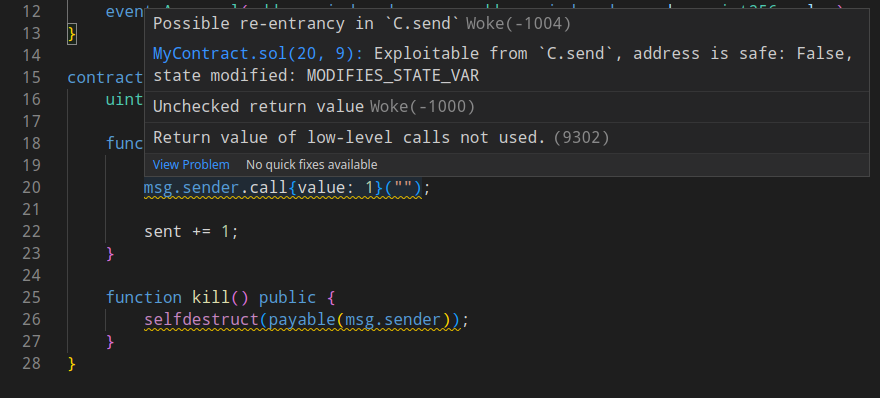 12 event
Possible re-entrancy in `C.send` Woke(-1004)
13 }
MyContract.sol(20, 9): Exploitable from `C.send`, address is safe: False,
14
state modified: MODIFIES_STATE_VAR
15 contract
16 uint
Unchecked return value Woke(-1000)
17
18 func
Return value of low-level calls not used. (9302)
19
View Problem No quick fixes available
20 msg.sender.call{value: 1}("");
21
22 sent += 1;
23 }
24
25 function kill() public {
26 selfdestruct(payable(msg.sender));
27 }
28 }